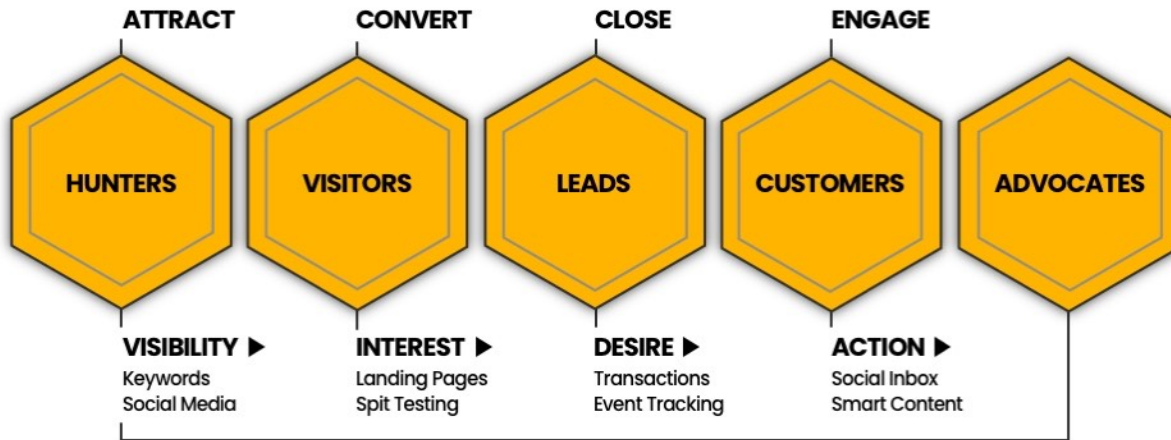 ATTRACT
CONVERT
CLOSE
ENGAGE
HUNTERS
VISITORS
LEADS
CUSTOMERS
ADVOCATES
VISIBILITY ▶
Keywords
Social Media
INTEREST ▶
Landing Pages
Spit Testing
DESIRE ▶
Transactions
Event Tracking
ACTION ▶
Social Inbox
Smart Content